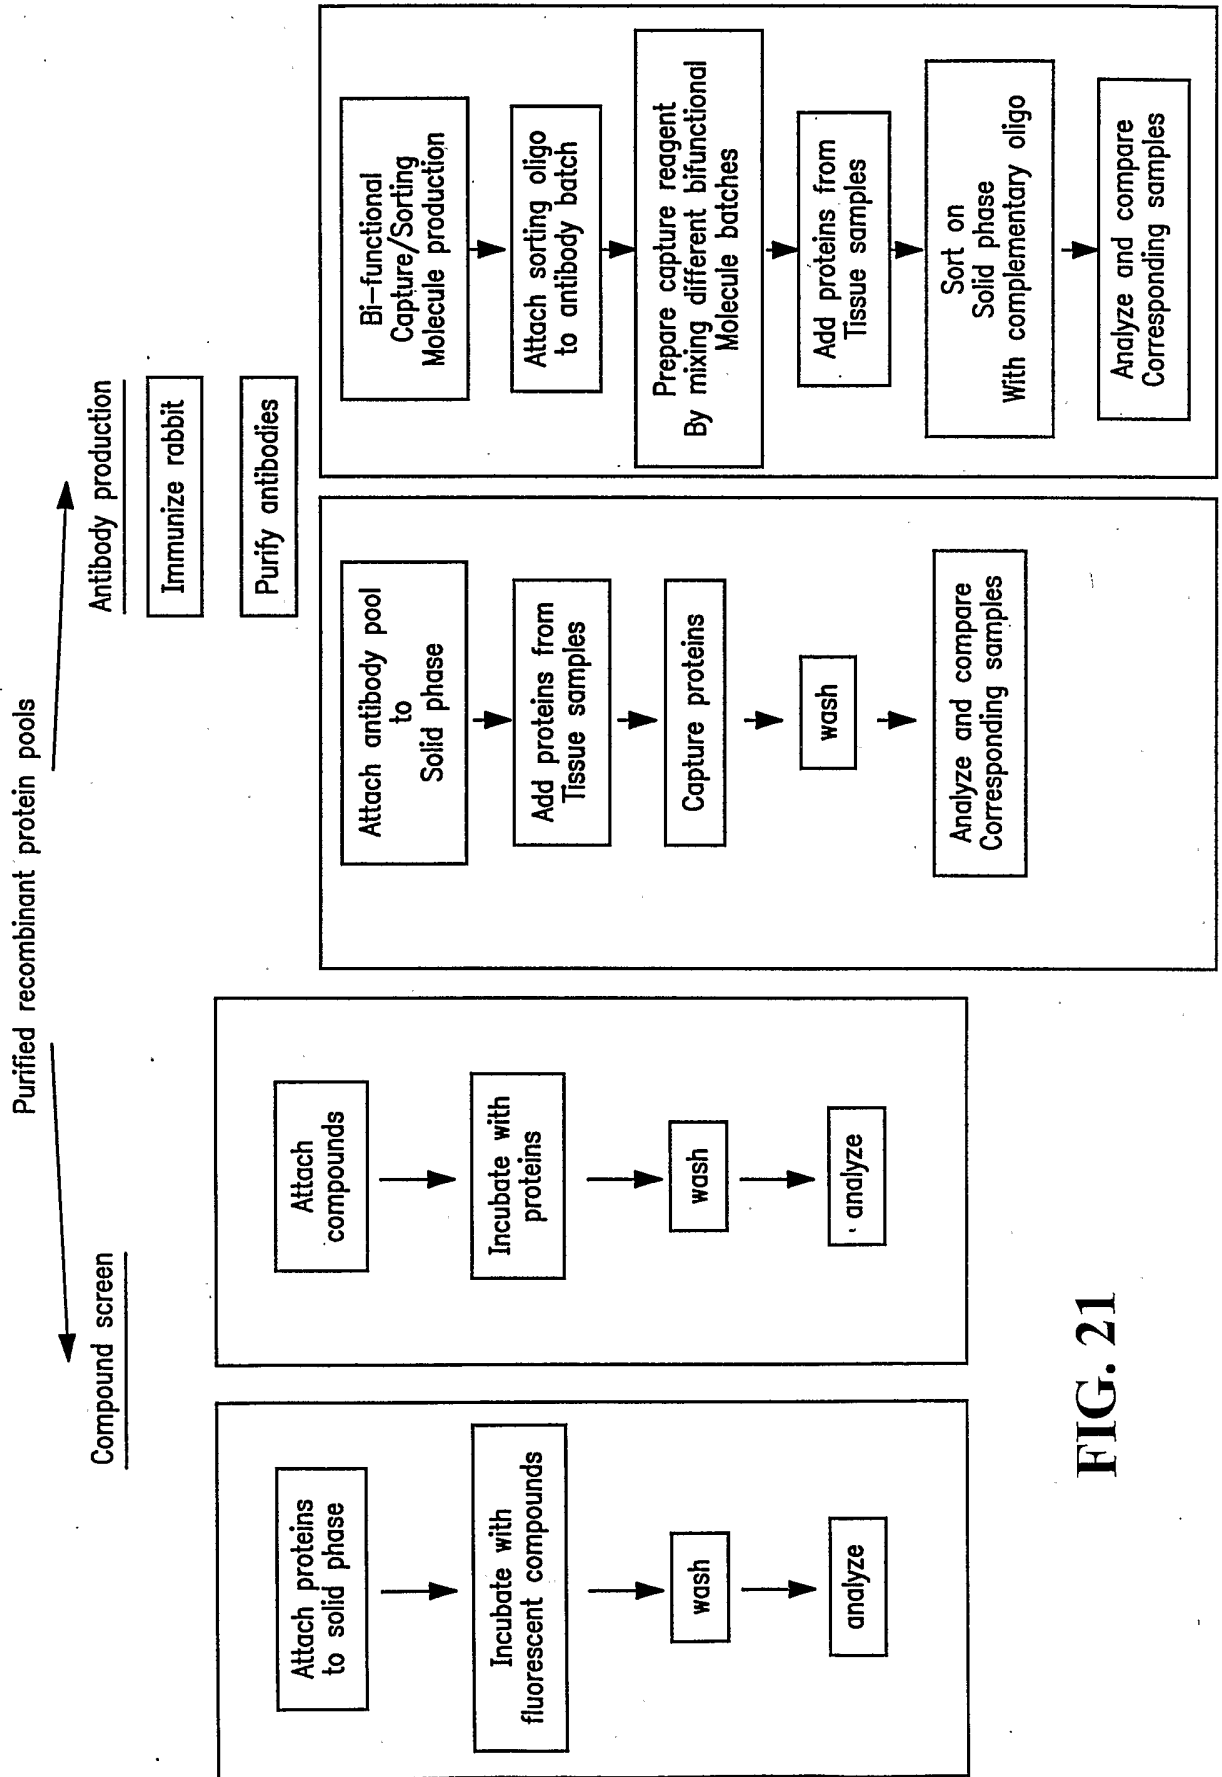 Purified recombinant protein pools
Compound screen
Attach proteins
to solid phase
Incubate with
fluorescent compounds
wash
analyze
Attach
compounds
Incubate with
proteins
wash
analyze
Antibody production
Immunize rabbit
Purify antibodies
Attach antibody pool
to
Solid phase
Add proteins from
Tissue samples
Capture proteins
wash
Analyze and compare
Corresponding samples
Bi-functional
Capture/Sorting
Molecule production
Attach sorting oligo
to antibody batch
Prepare capture reagent
By mixing different bifunctional
Molecule batches
Add proteins from
Tissue samples
Sort on
Solid phase
With complementary oligo
Analyze and compare
Corresponding samples
FIG. 21